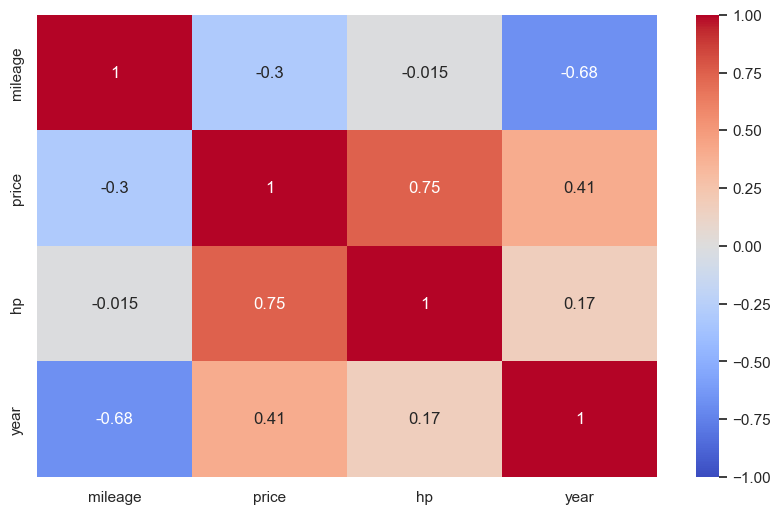 mileage 1 -0.3 -0.015 -0.68
price -0.3 1 0.75 0.41
hp -0.015 0.75 1 0.17
year -0.68 0.41 0.17 1
mileage price hp year
1.00
0.75
0.50
0.25
0.00
−0.25
−0.50
−0.75
−1.00